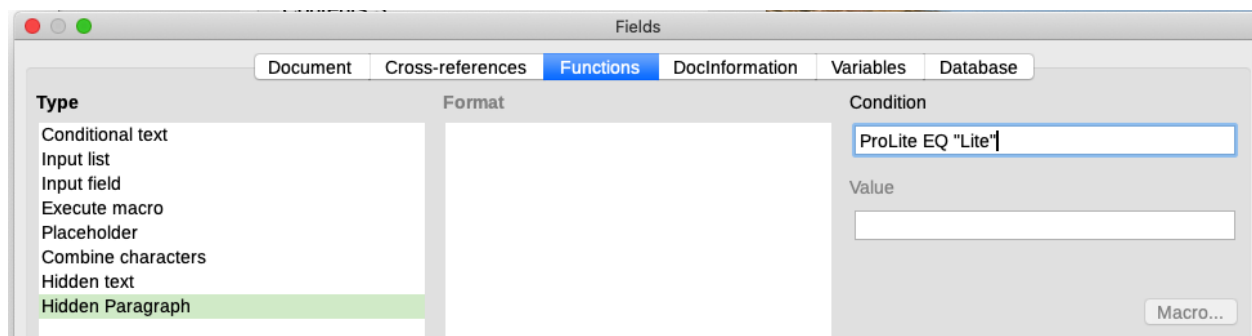 Fields
Document Cross-references Functions DocInformation Variables Database
Type Format Condition
Conditional text
Input list
Input field
Execute macro
Placeholder
Combine characters
Hidden text
Hidden Paragraph
ProLite EQ "Lite"
Value
Macro...